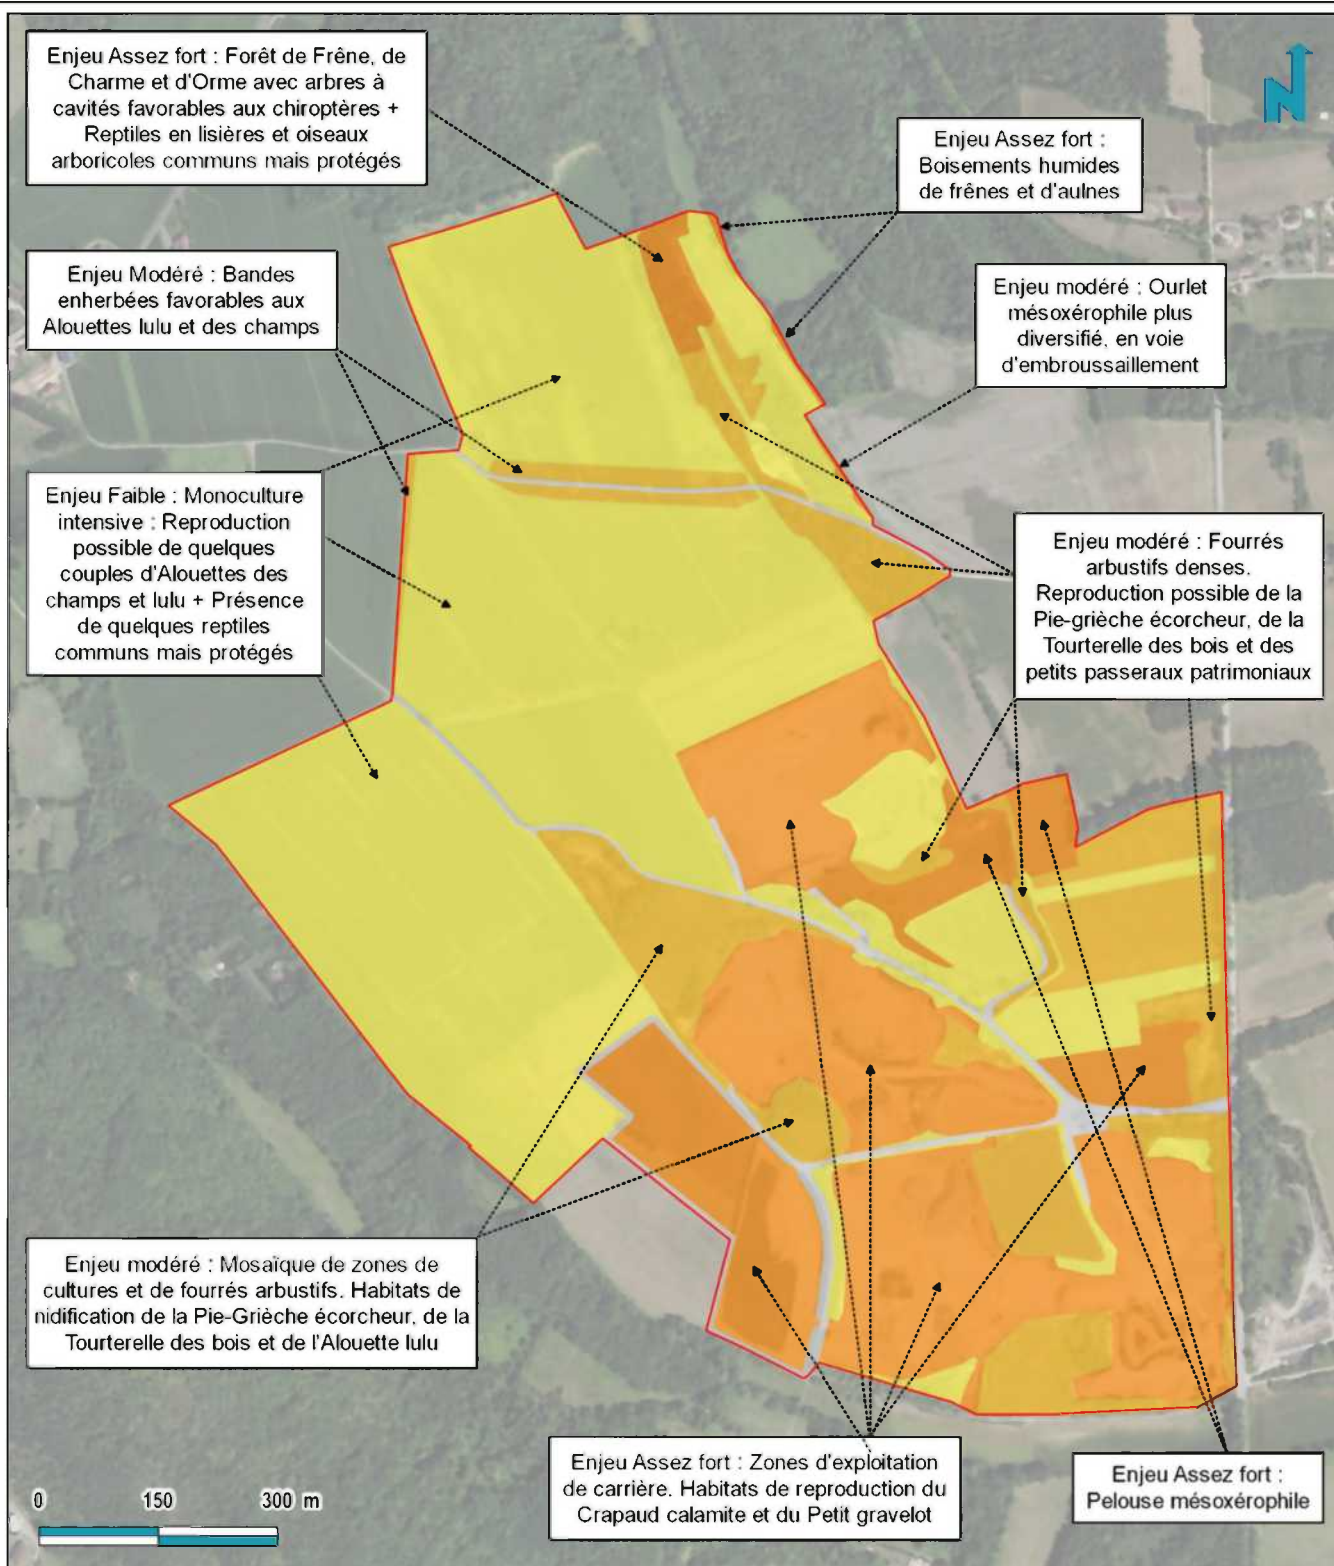 Enjeu Assez fort : Forêt de Frêne, de
Charme et d'Orme avec arbres à
cavités favorables aux chiroptères +
Reptiles en lisières et oiseaux
arboricoles communs mais protégés
N
Enjeu Assez fort :
Boisements humides
de frênes et d'aulnes
Enjeu Modéré : Bandes
enherbées favorables aux
Alouettes lulu et des champs
Enjeu modéré : Ourlet
mésoxérophile plus
diversifié, en voie
d'embroussaillement
Enjeu Faible : Monoculture
intensive : Reproduction
possible de quelques
couples d'Alouettes des
champs et lulu + Présence
de quelques reptiles
communs mais protégés
Enjeu modéré : Fourrés
arbustifs denses.
Reproduction possible de la
Pie-grièche écorcheur, de la
Tourterelle des bois et des
petits passeraux patrimoniaux
Enjeu modéré : Mosaïque de zones de
cultures et de fourrés arbustifs. Habitats de
nidification de la Pie-Grièche écorcheur, de la
Tourterelle des bois et de l'Alouette lulu
Enjeu Assez fort : Zones d'exploitation
de carrière. Habitats de reproduction du
Crapaud calamite et du Petit gravelot
Enjeu Assez fort :
Pelouse mésoxérophile
0 150 300 m